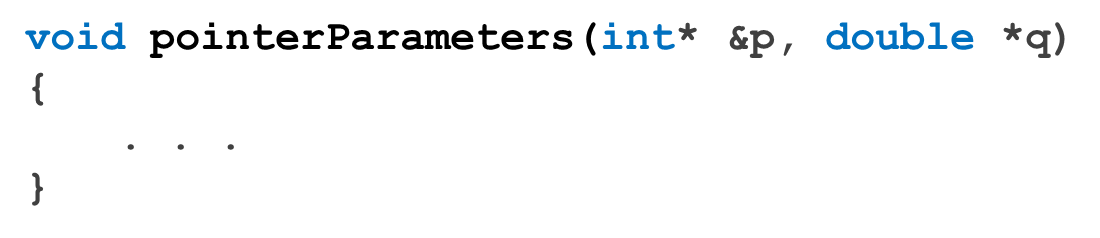 void pointerParameters(int* &p, double *q)
{
    . . .
}